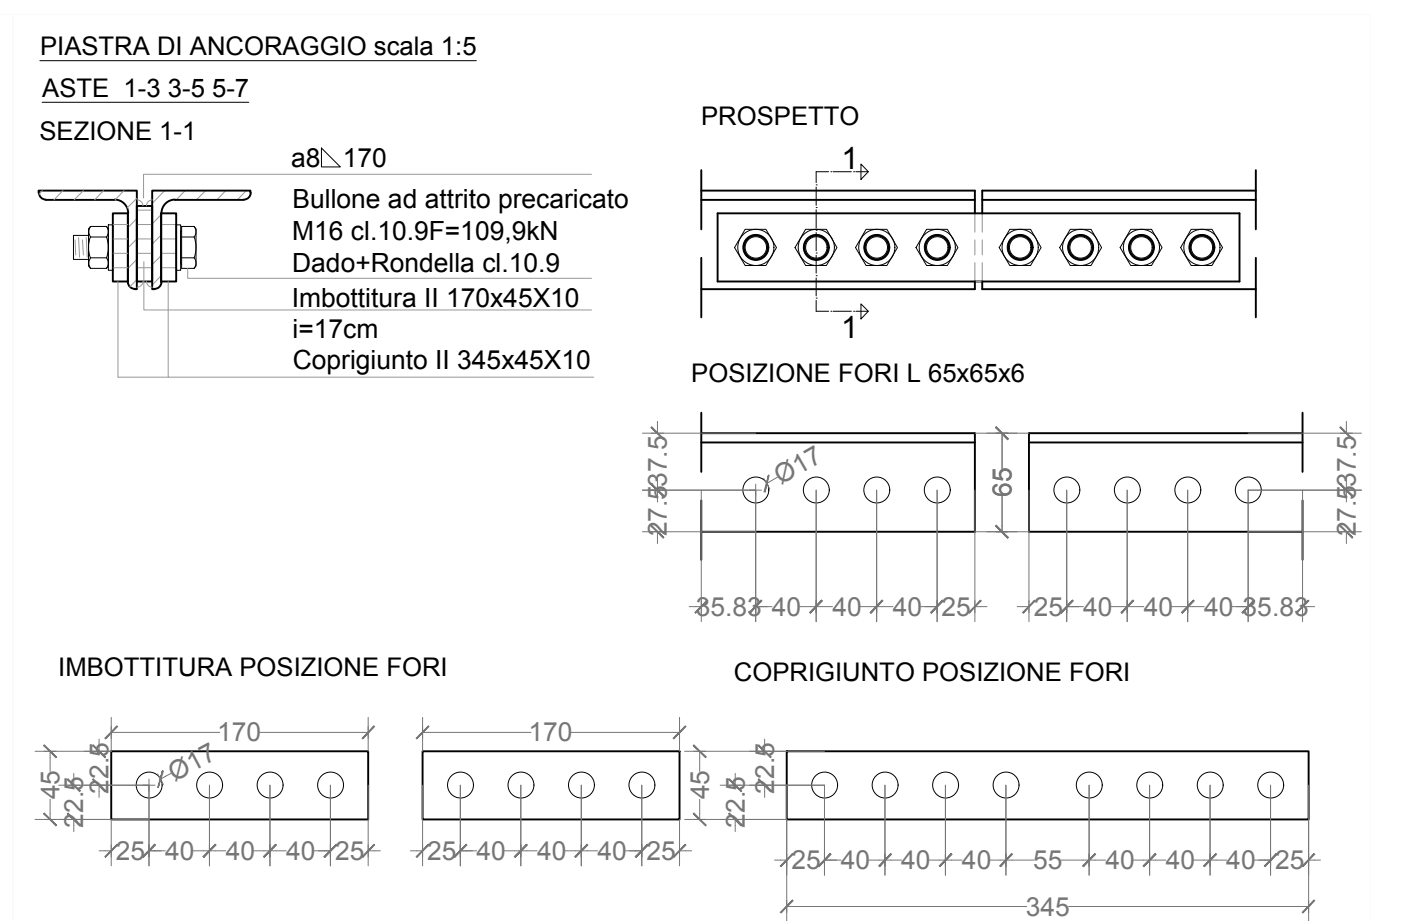 PIASTRA DI ANCORAGGIO scala 1:5
ASTE 1-3 3-5 5-7
SEZIONE 1-1
a8⊿170
Bullone ad attrito precaricato
M16 cl.10.9F=109,9kN
Dado+Rondella cl.10.9
Imbottitura II 170x45X10
i=17cm
Coprigiunto II 345x45X10
PROSPETTO
1
1
POSIZIONE FORI L 65x65x6
37.5
27.5
Ø17
65
37.5
27.5
35.83 40 40 40 25
25 40 40 40 35.83
IMBOTTITURA POSIZIONE FORI
170
170
45
22.5
22.5
Ø17
25 40 40 40 25
25 40 40 40 25
COPRIGIUNTO POSIZIONE FORI
45
22.5
22.5
25 40 40 40 55 40 40 40 25
345